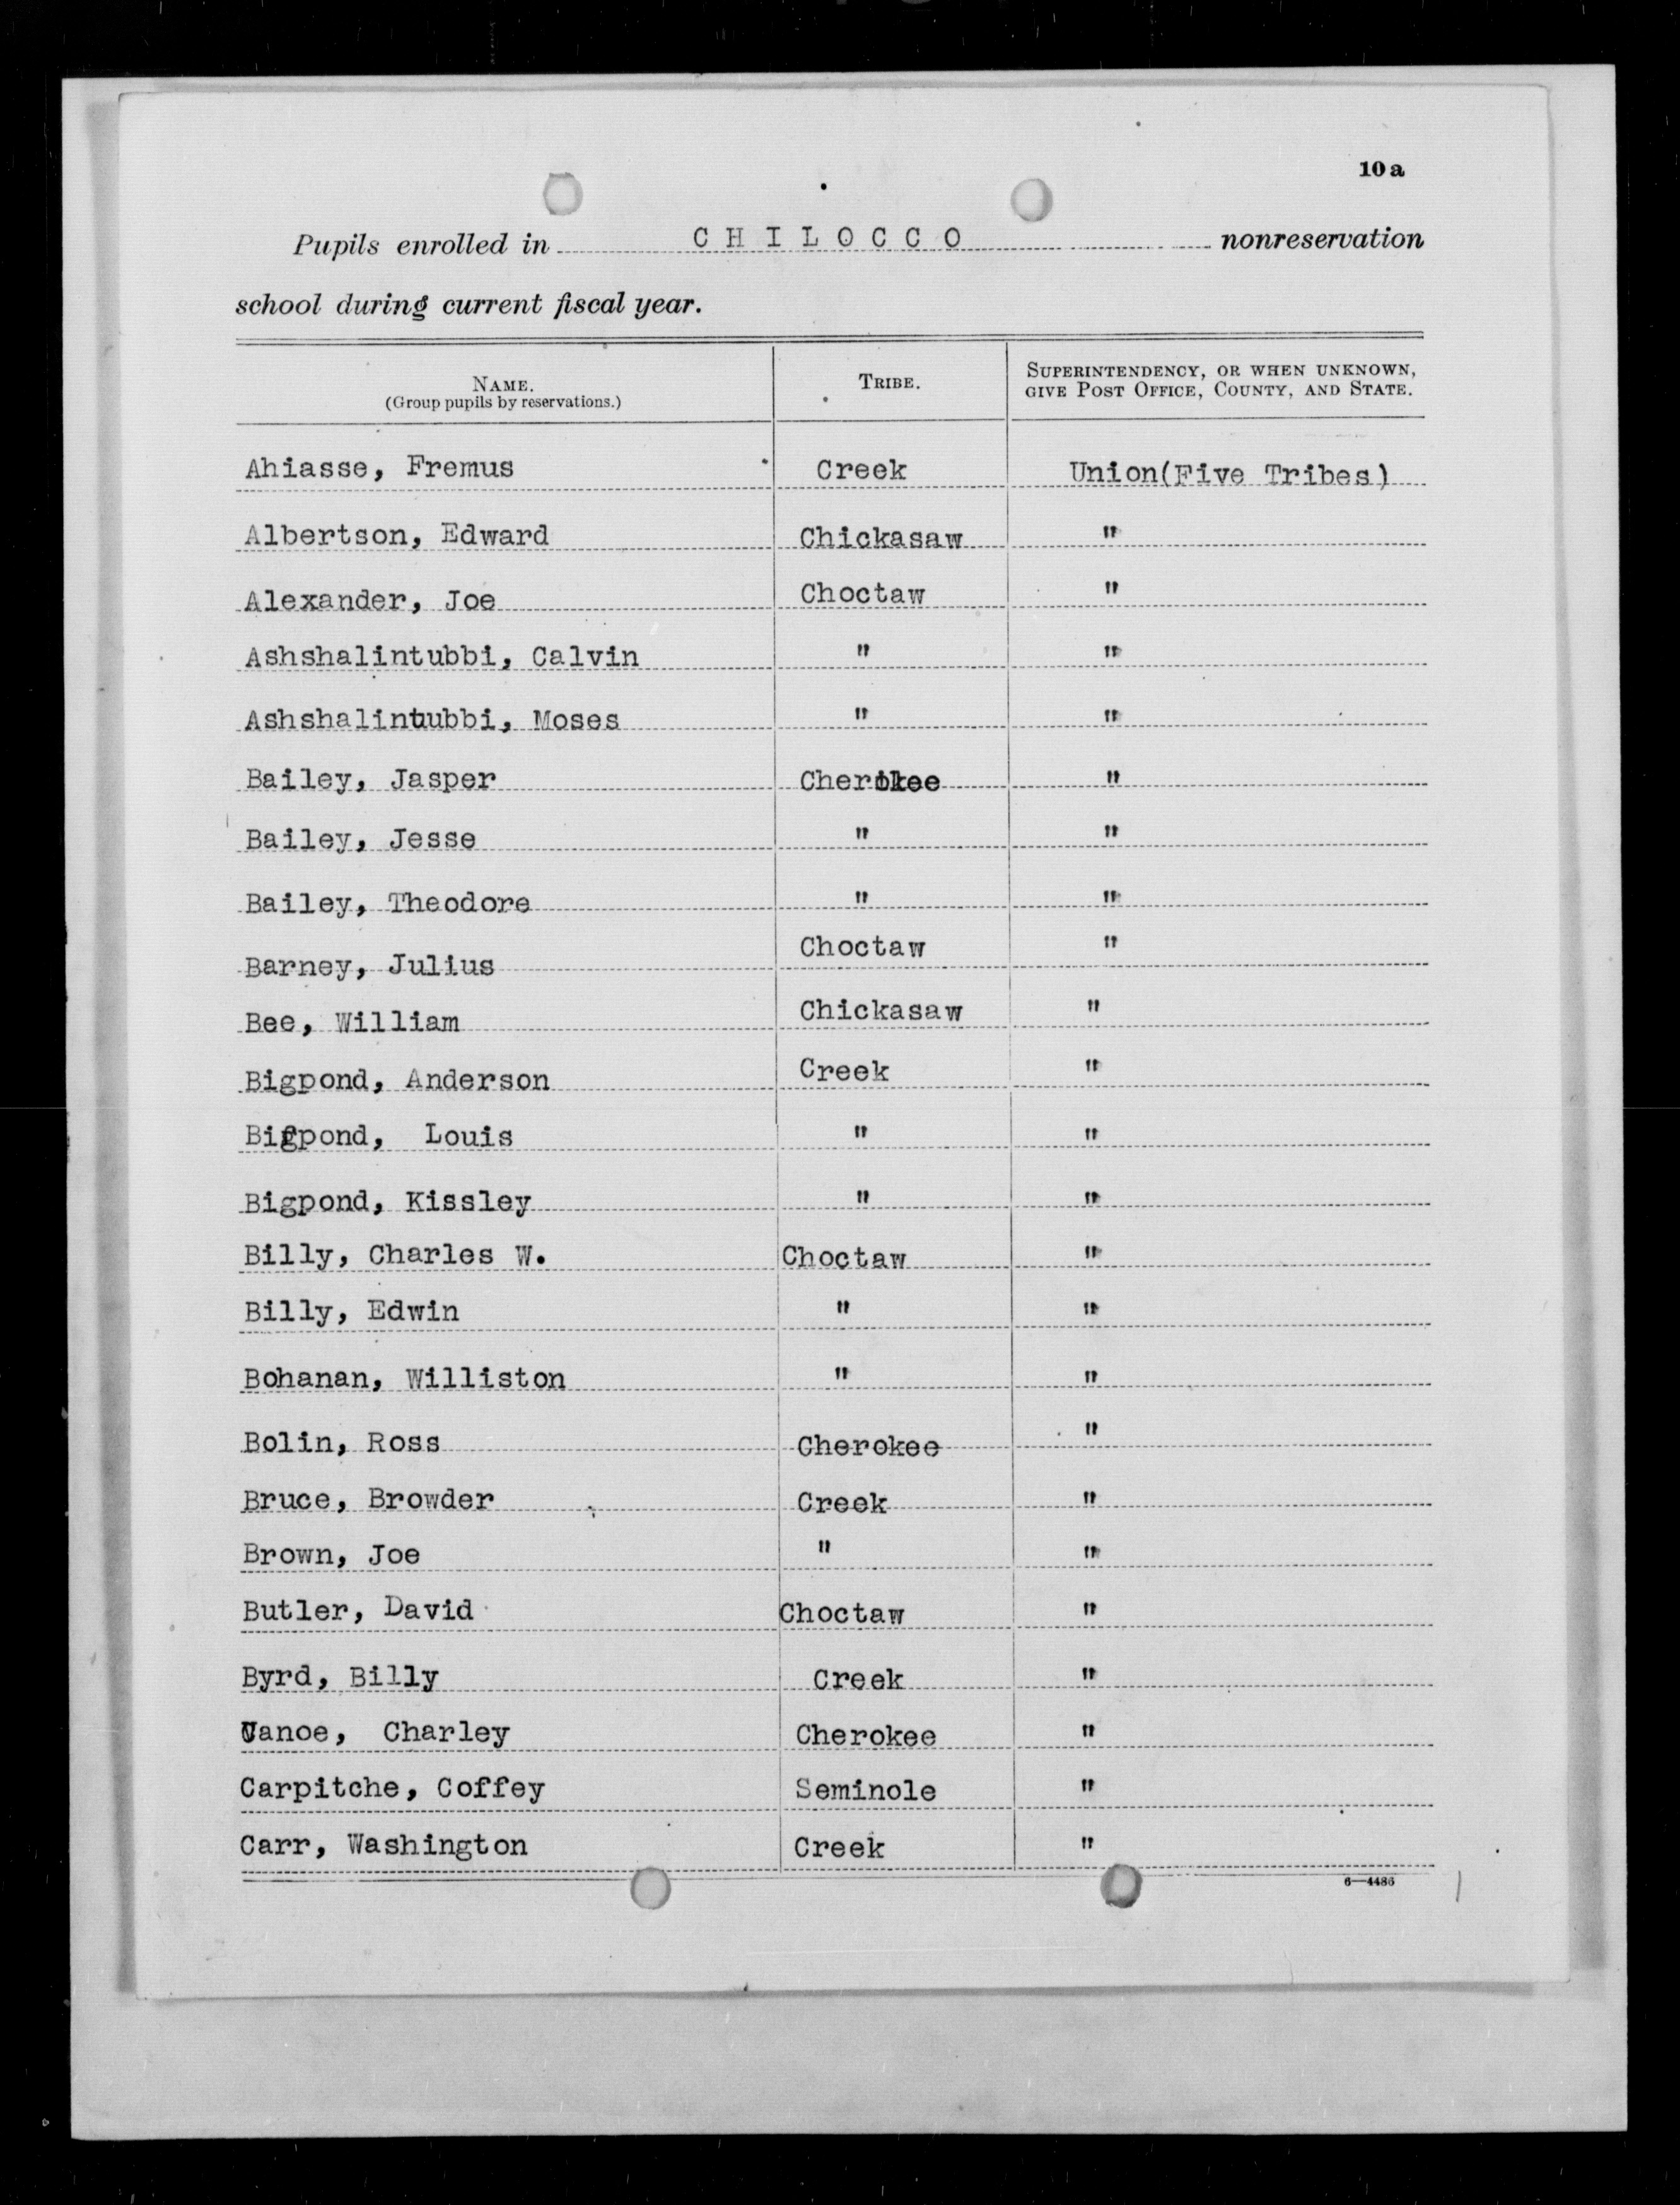 10a
Pupils enrolled in CHILOCCO nonreservation
school during current fiscal year.
NAME. TRIBE. SUPERINTENDENCY, OR WHEN UNKNOWN,
(Group pupils by reservations.) GIVE POST OFFICE, COUNTY, AND STATE.
Ahiasse, Fremus Creek Union(Five Tribes)
Albertson, Edward Chickasaw "
Alexander, Joe Choctaw "
Ashshalintubbi, Calvin " "
Ashshalintubbi, Moses " "
Bailey, Jasper Cherokee "
Bailey, Jesse " "
Bailey, Theodore " "
Barney, Julius Choctaw "
Bee, William Chickasaw "
Bigpond, Anderson Creek "
Bigpond, Louis " "
Bigpond, Kissley " "
Billy, Charles W. Choctaw "
Billy, Edwin " "
Bohanan, Williston " "
Bolin, Ross Cherokee "
Bruce, Browder Creek "
Brown, Joe " "
Butler, David Choctaw "
Byrd, Billy Creek "
Canoe, Charley Cherokee "
Carpitche, Coffey Seminole "
Carr, Washington Creek "
6—4486